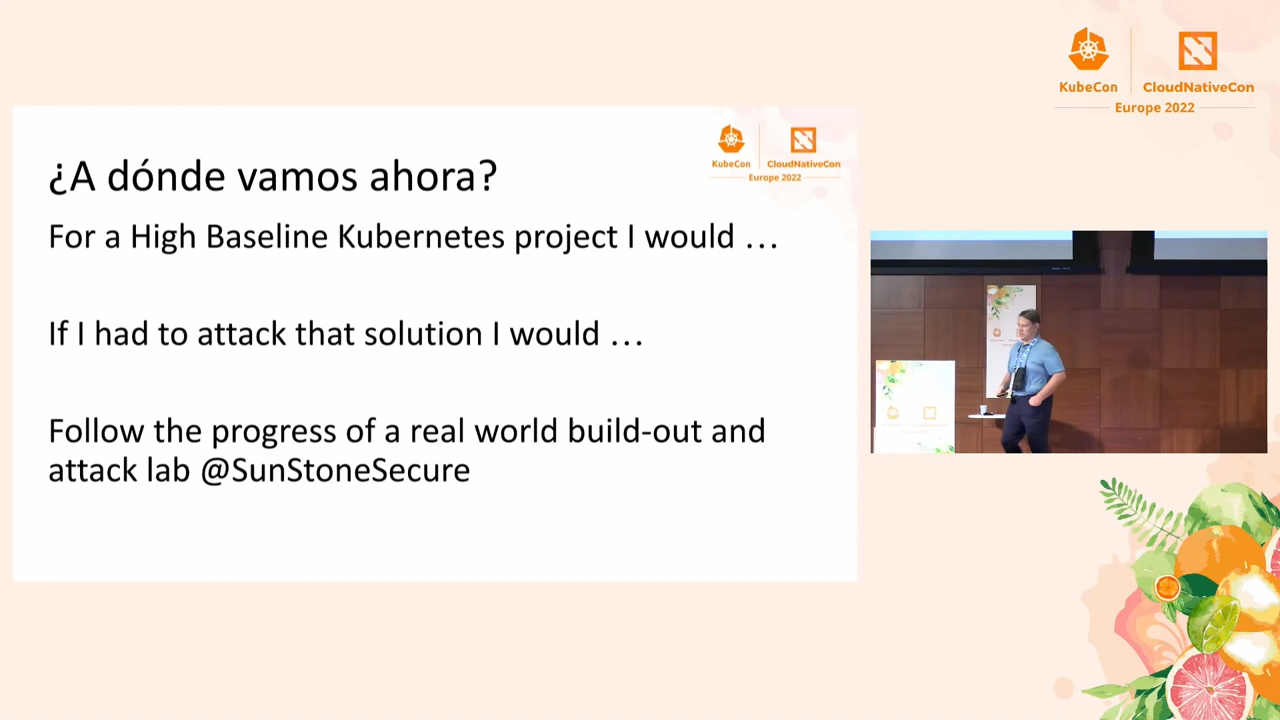 KubeCon
CloudNativeCon
Europe 2022
KubeCon
CloudNativeCon
Europe 2022
¿A dónde vamos ahora?
For a High Baseline Kubernetes project I would …
If I had to attack that solution I would …
Follow the progress of a real world build-out and
attack lab @SunStoneSecure